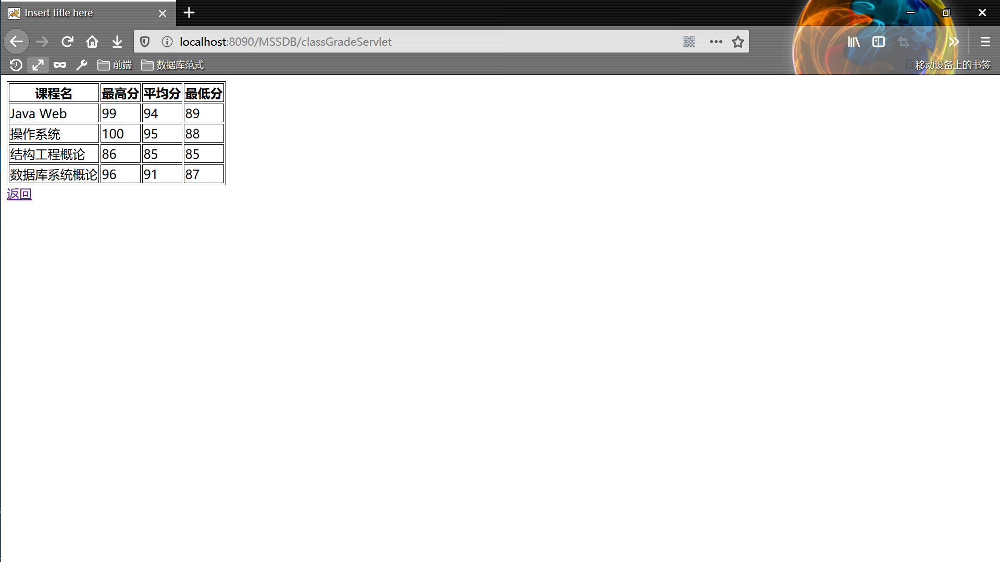 Insert title here
localhost:8090/MSSDB/classGradeServlet
前端 数据库范式 移动设备上的书签
课程名 最高分 平均分 最低分
Java Web 99 94 89
操作系统 100 95 88
结构工程概论 86 85 85
数据库系统概论 96 91 87
返回